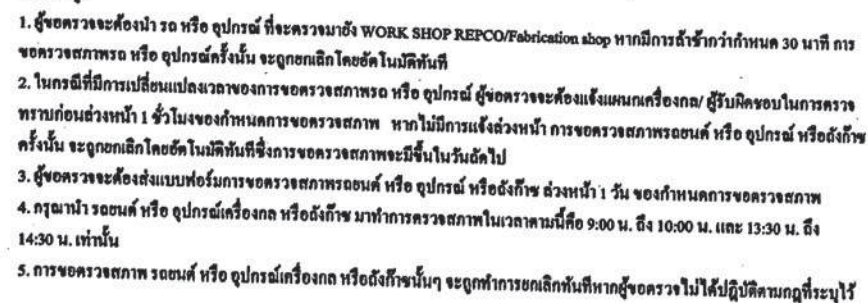 1. ผู้ขอตรวจจะต้องนำ รถ หรือ อุปกรณ์ ที่จะตรวจมายัง WORK SHOP REPCO/Fabrication shop หากมีการล้าช้ากว่ากำหนด 30 นาที การ
ขอตรวจสภาพรถ หรือ อุปกรณ์ครั้งนั้น จะถูกยกเลิกโดยอัตโนมัติทันที
2. ในกรณีที่มีการเปลี่ยนแปลงเวลาของการขอตรวจสภาพรถ หรือ อุปกรณ์ ผู้ขอตรวจจะต้องแจ้งแผนกเครื่องกล/ ผู้รับผิดชอบในการตรวจ
ทราบก่อนล่วงหน้า 1 ชั่วโมงของกำหนดการขอตรวจสภาพ หากไม่มีการแจ้งล่วงหน้า การขอตรวจสภาพรถยนต์ หรือ อุปกรณ์ หรือถังก๊าซ
ครั้งนั้น จะถูกยกเลิกโดยอัตโนมัติทันทีซึ่งการขอตรวจสภาพจะมีขึ้นในวันถัดไป
3. ผู้ขอตรวจจะต้องส่งแบบฟอร์มการขอตรวจสภาพรถยนต์ หรือ อุปกรณ์ หรือถังก๊าซ ล่วงหน้า 1 วัน ของกำหนดการขอตรวจสภาพ
4. กรุณานำ รถยนต์ หรือ อุปกรณ์เครื่องกล หรือถังก๊าซ มาทำการตรวจสภาพในเวลาตามนี้คือ 9:00 น. ถึง 10:00 น. และ 13:30 น. ถึง
14:30 น. เท่านั้น
5. การขอตรวจสภาพ รถยนต์ หรือ อุปกรณ์เครื่องกล หรือถังก๊าซนั้นๆ จะถูกทำการยกเลิกทันทีหากผู้ขอตรวจไม่ได้ปฏิบัติตามกฎที่ระบุไว้